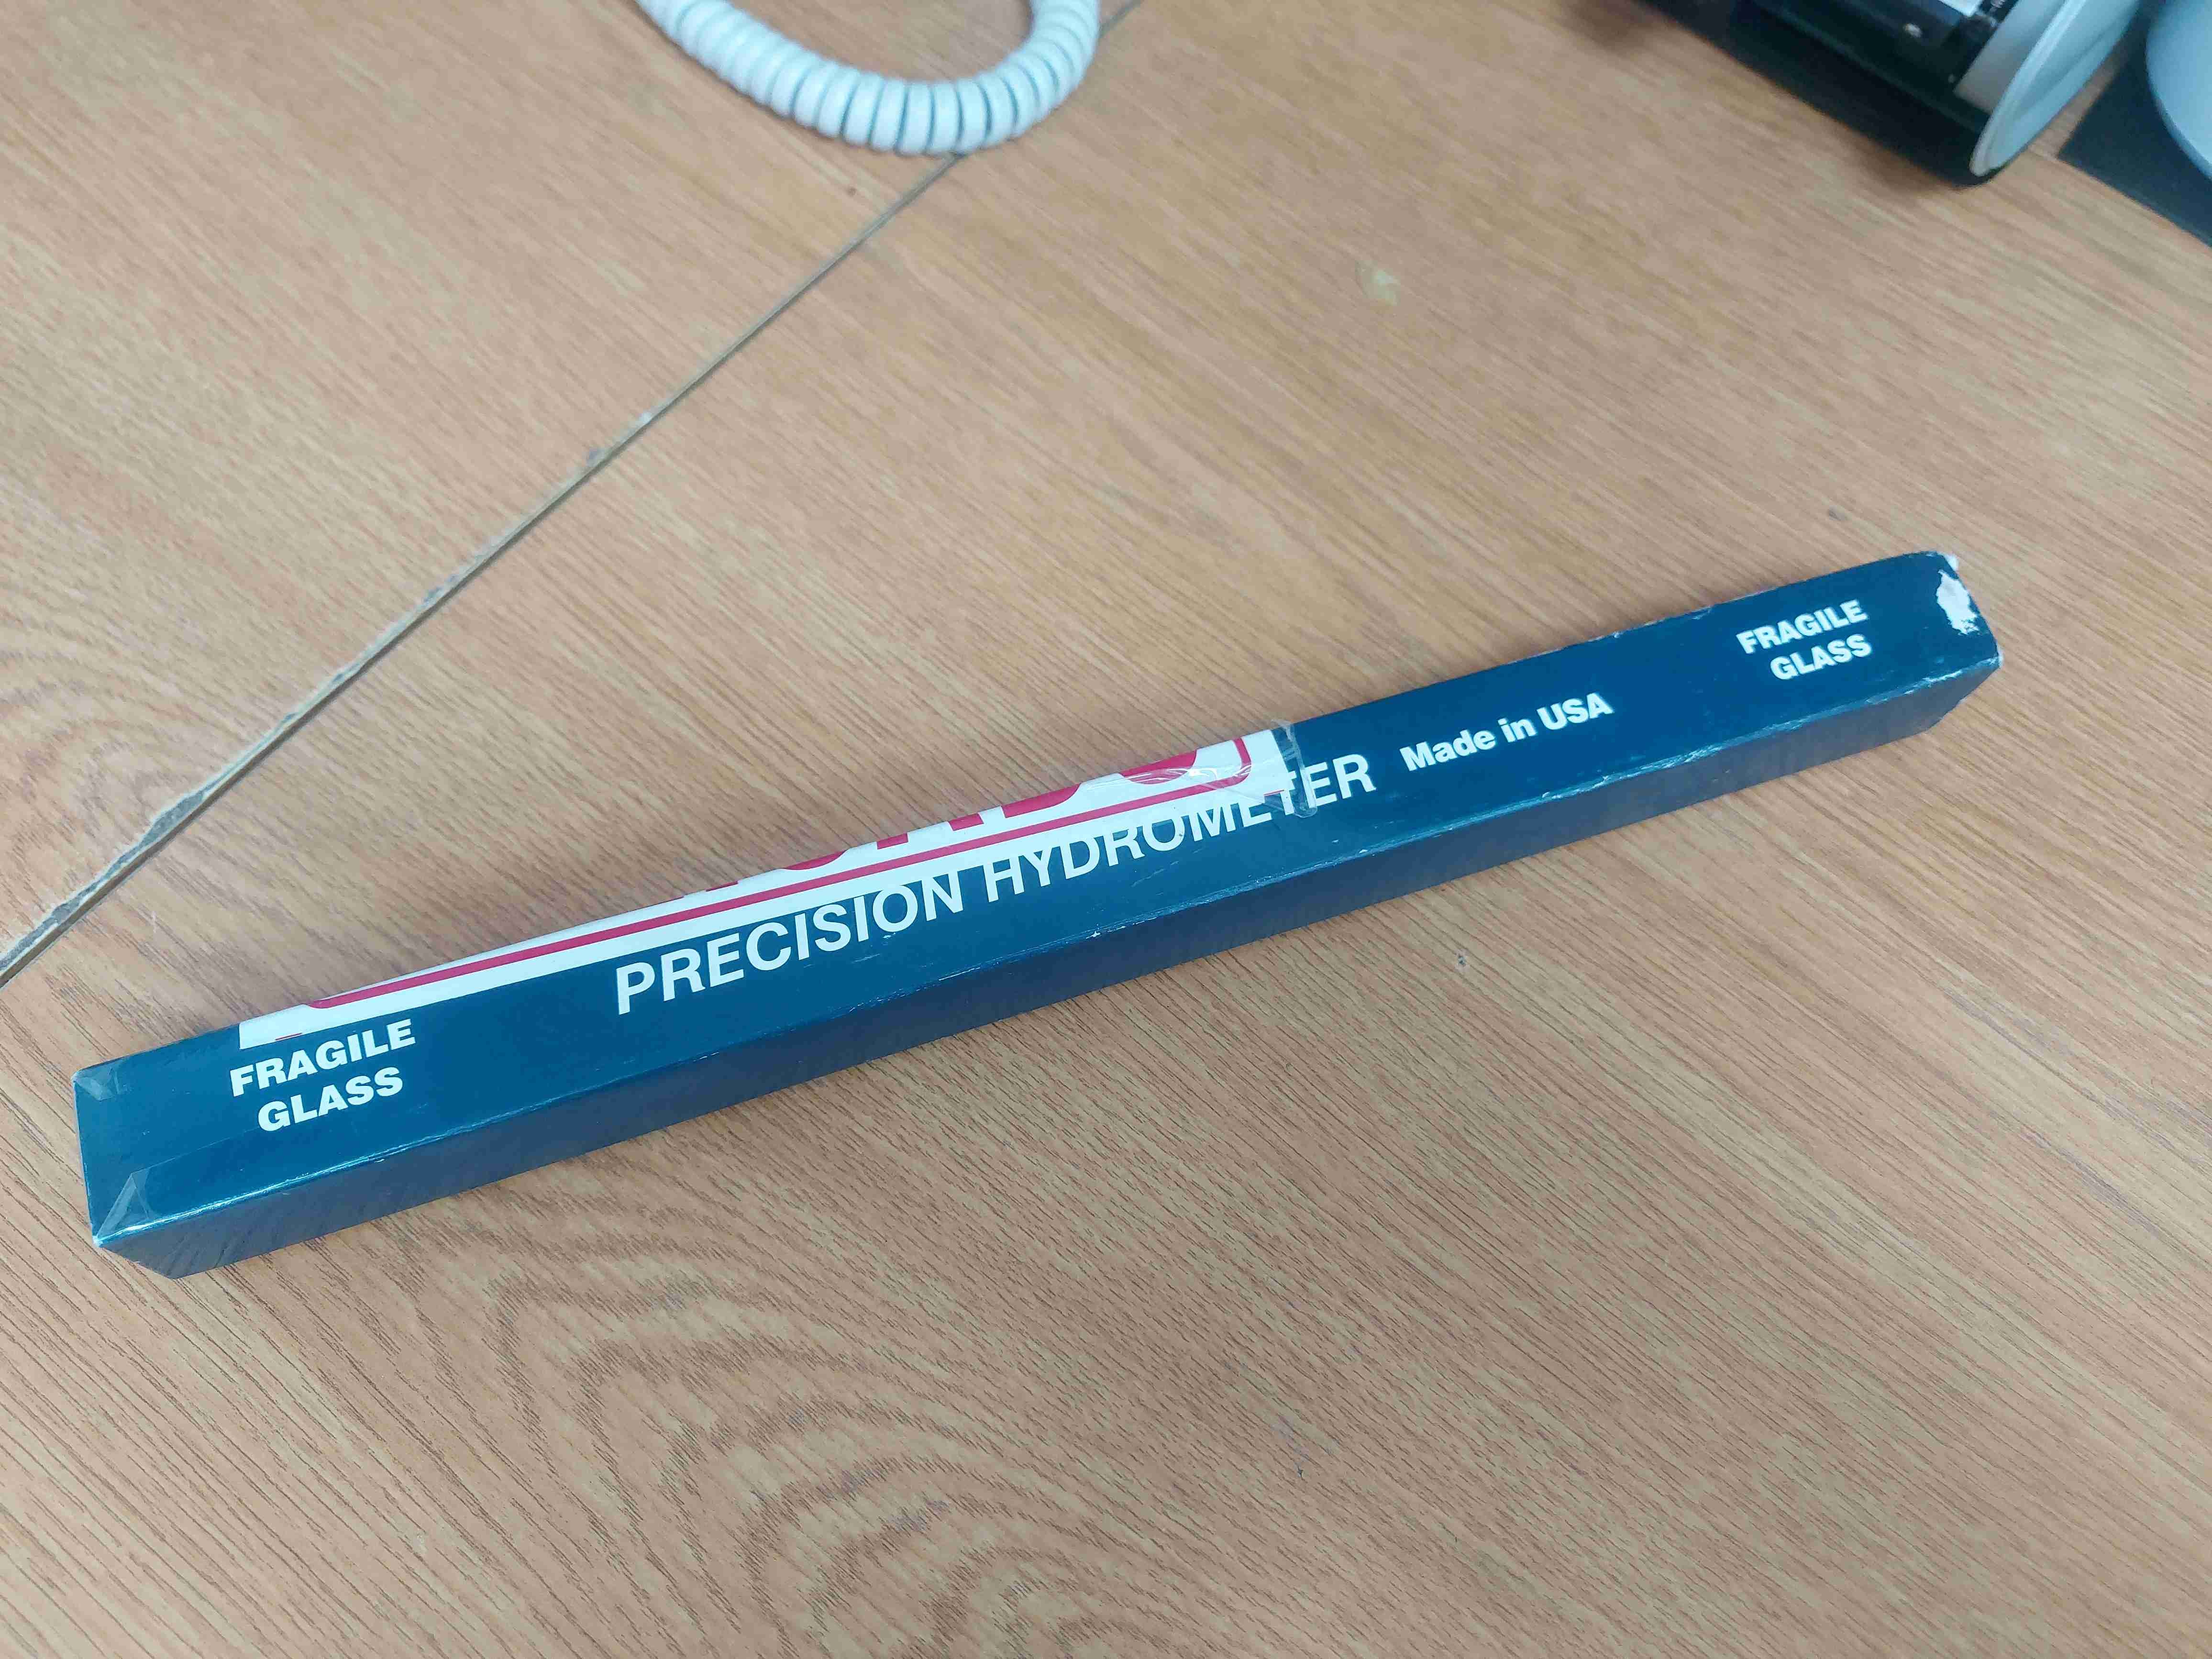 FRAGILE
GLASS
PRECISION HYDROMETER
Made in USA
FRAGILE
GLASS